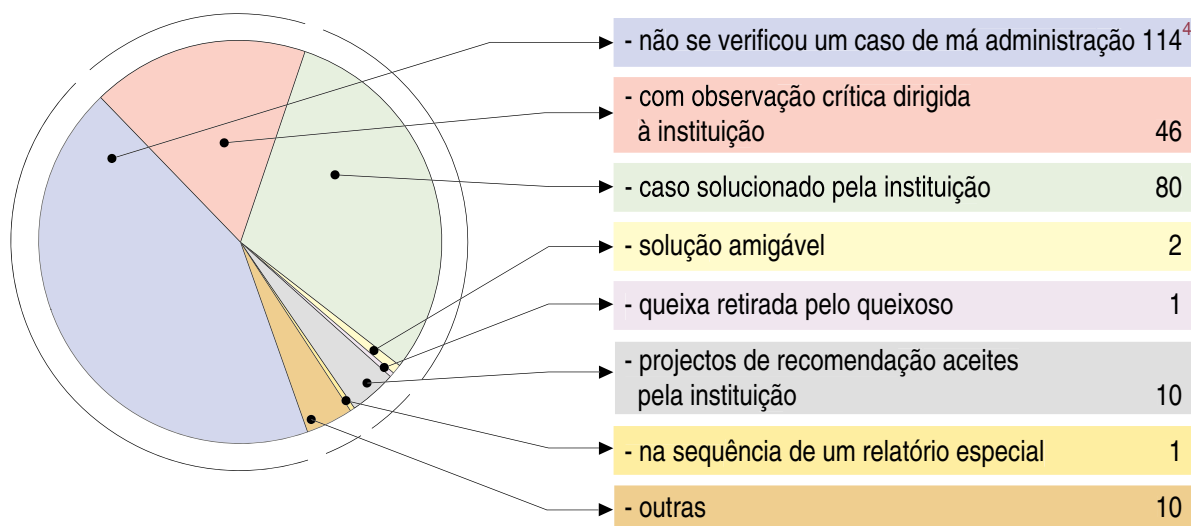 - não se verificou um caso de má administração 114 4
- com observação crítica dirigida
à instituição 46
- caso solucionado pela instituição 80
- solução amigável 2
- queixa retirada pelo queixoso 1
- projectos de recomendação aceites
pela instituição 10
- na sequência de um relatório especial 1
- outras 10